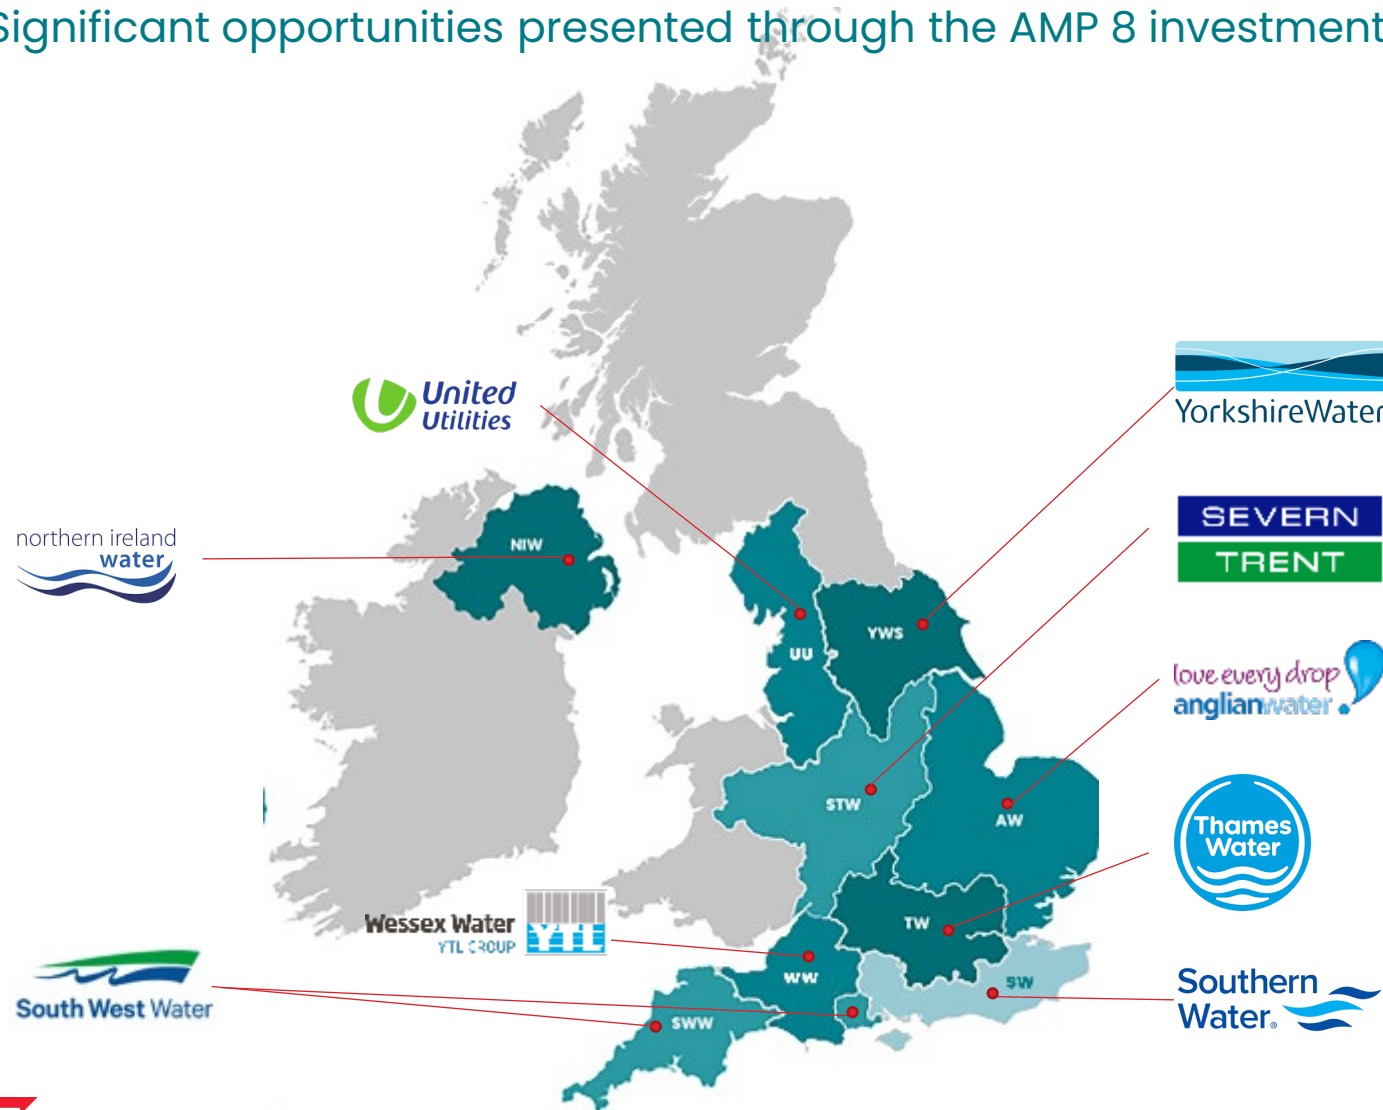 Significant opportunities presented through the AMP 8 investment
United
Utilities
YorkshireWater
SEVERN
TRENT
northern ireland
water
NIW
YWS
UU
love every drop
anglianwater
STW
AW
Thames
Water
Wessex Water
YTL GROUP
YTL
TW
WW
SW
South West Water
SWW
Southern
Water